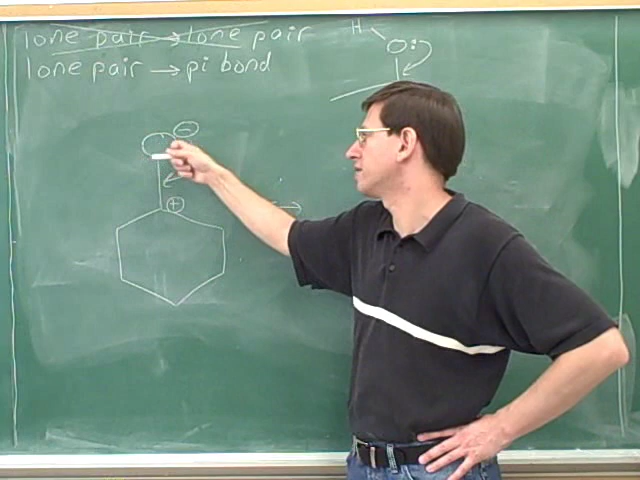 lone pair → lone pair
lone pair → pi bond
H
O:
O -
+